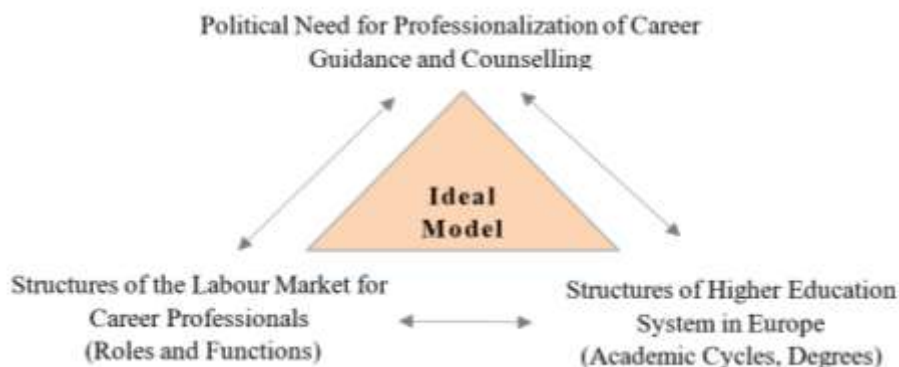 Political Need for Professionalization of Career
Guidance and Counselling
Ideal
Model
Structures of the Labour Market for
Career Professionals
(Roles and Functions)
Structures of Higher Education
System in Europe
(Academic Cycles, Degrees)